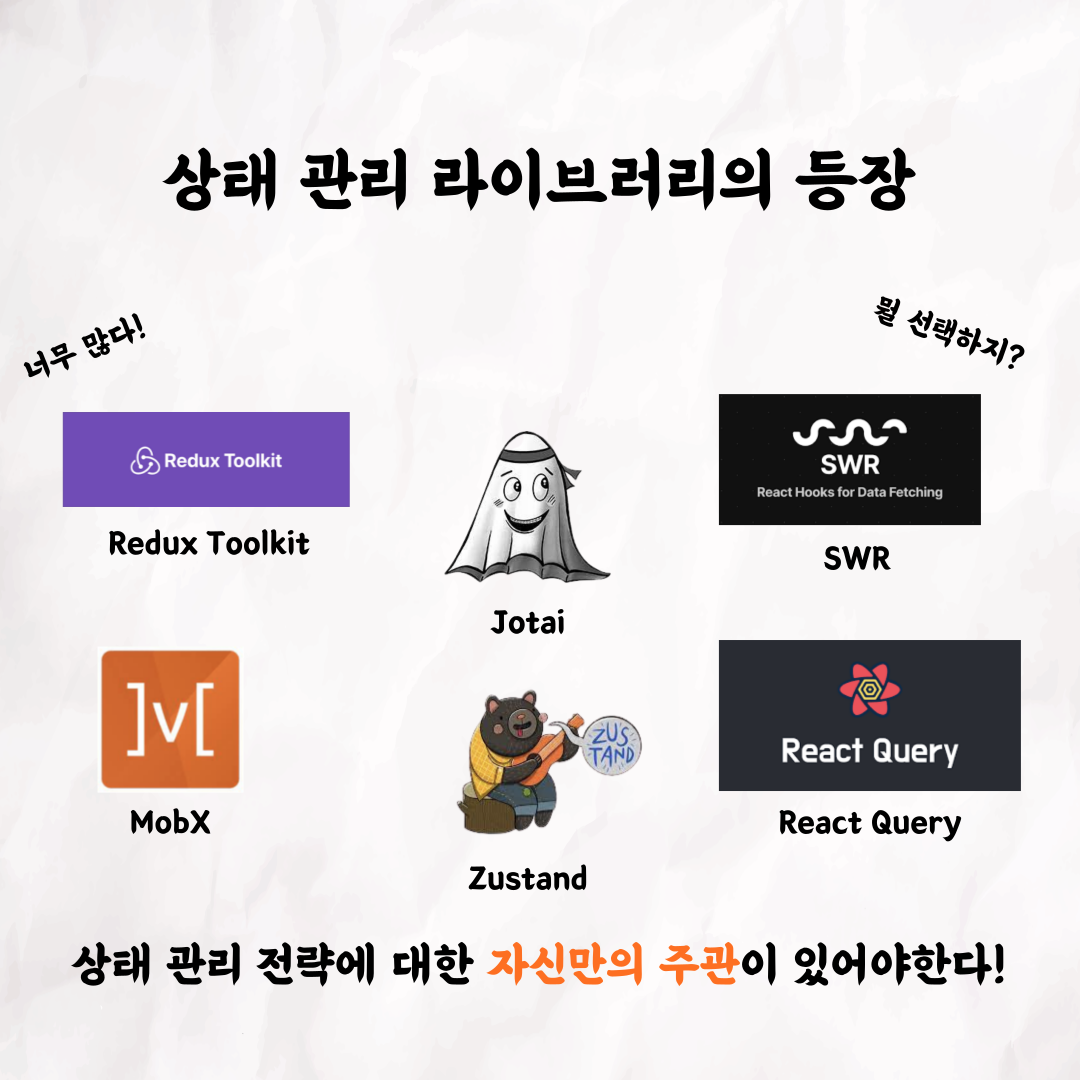 상태 관리 라이브러리의 등장
너무 많다!
뭘 선택하지?
Redux Toolkit
Redux Toolkit
Jotai
SWR
React Hooks for Data Fetching
SWR
]v[
MobX
ZUS
TAND
Zustand
React Query
React Query
상태 관리 전략에 대한 자신만의 주관이 있어야한다!